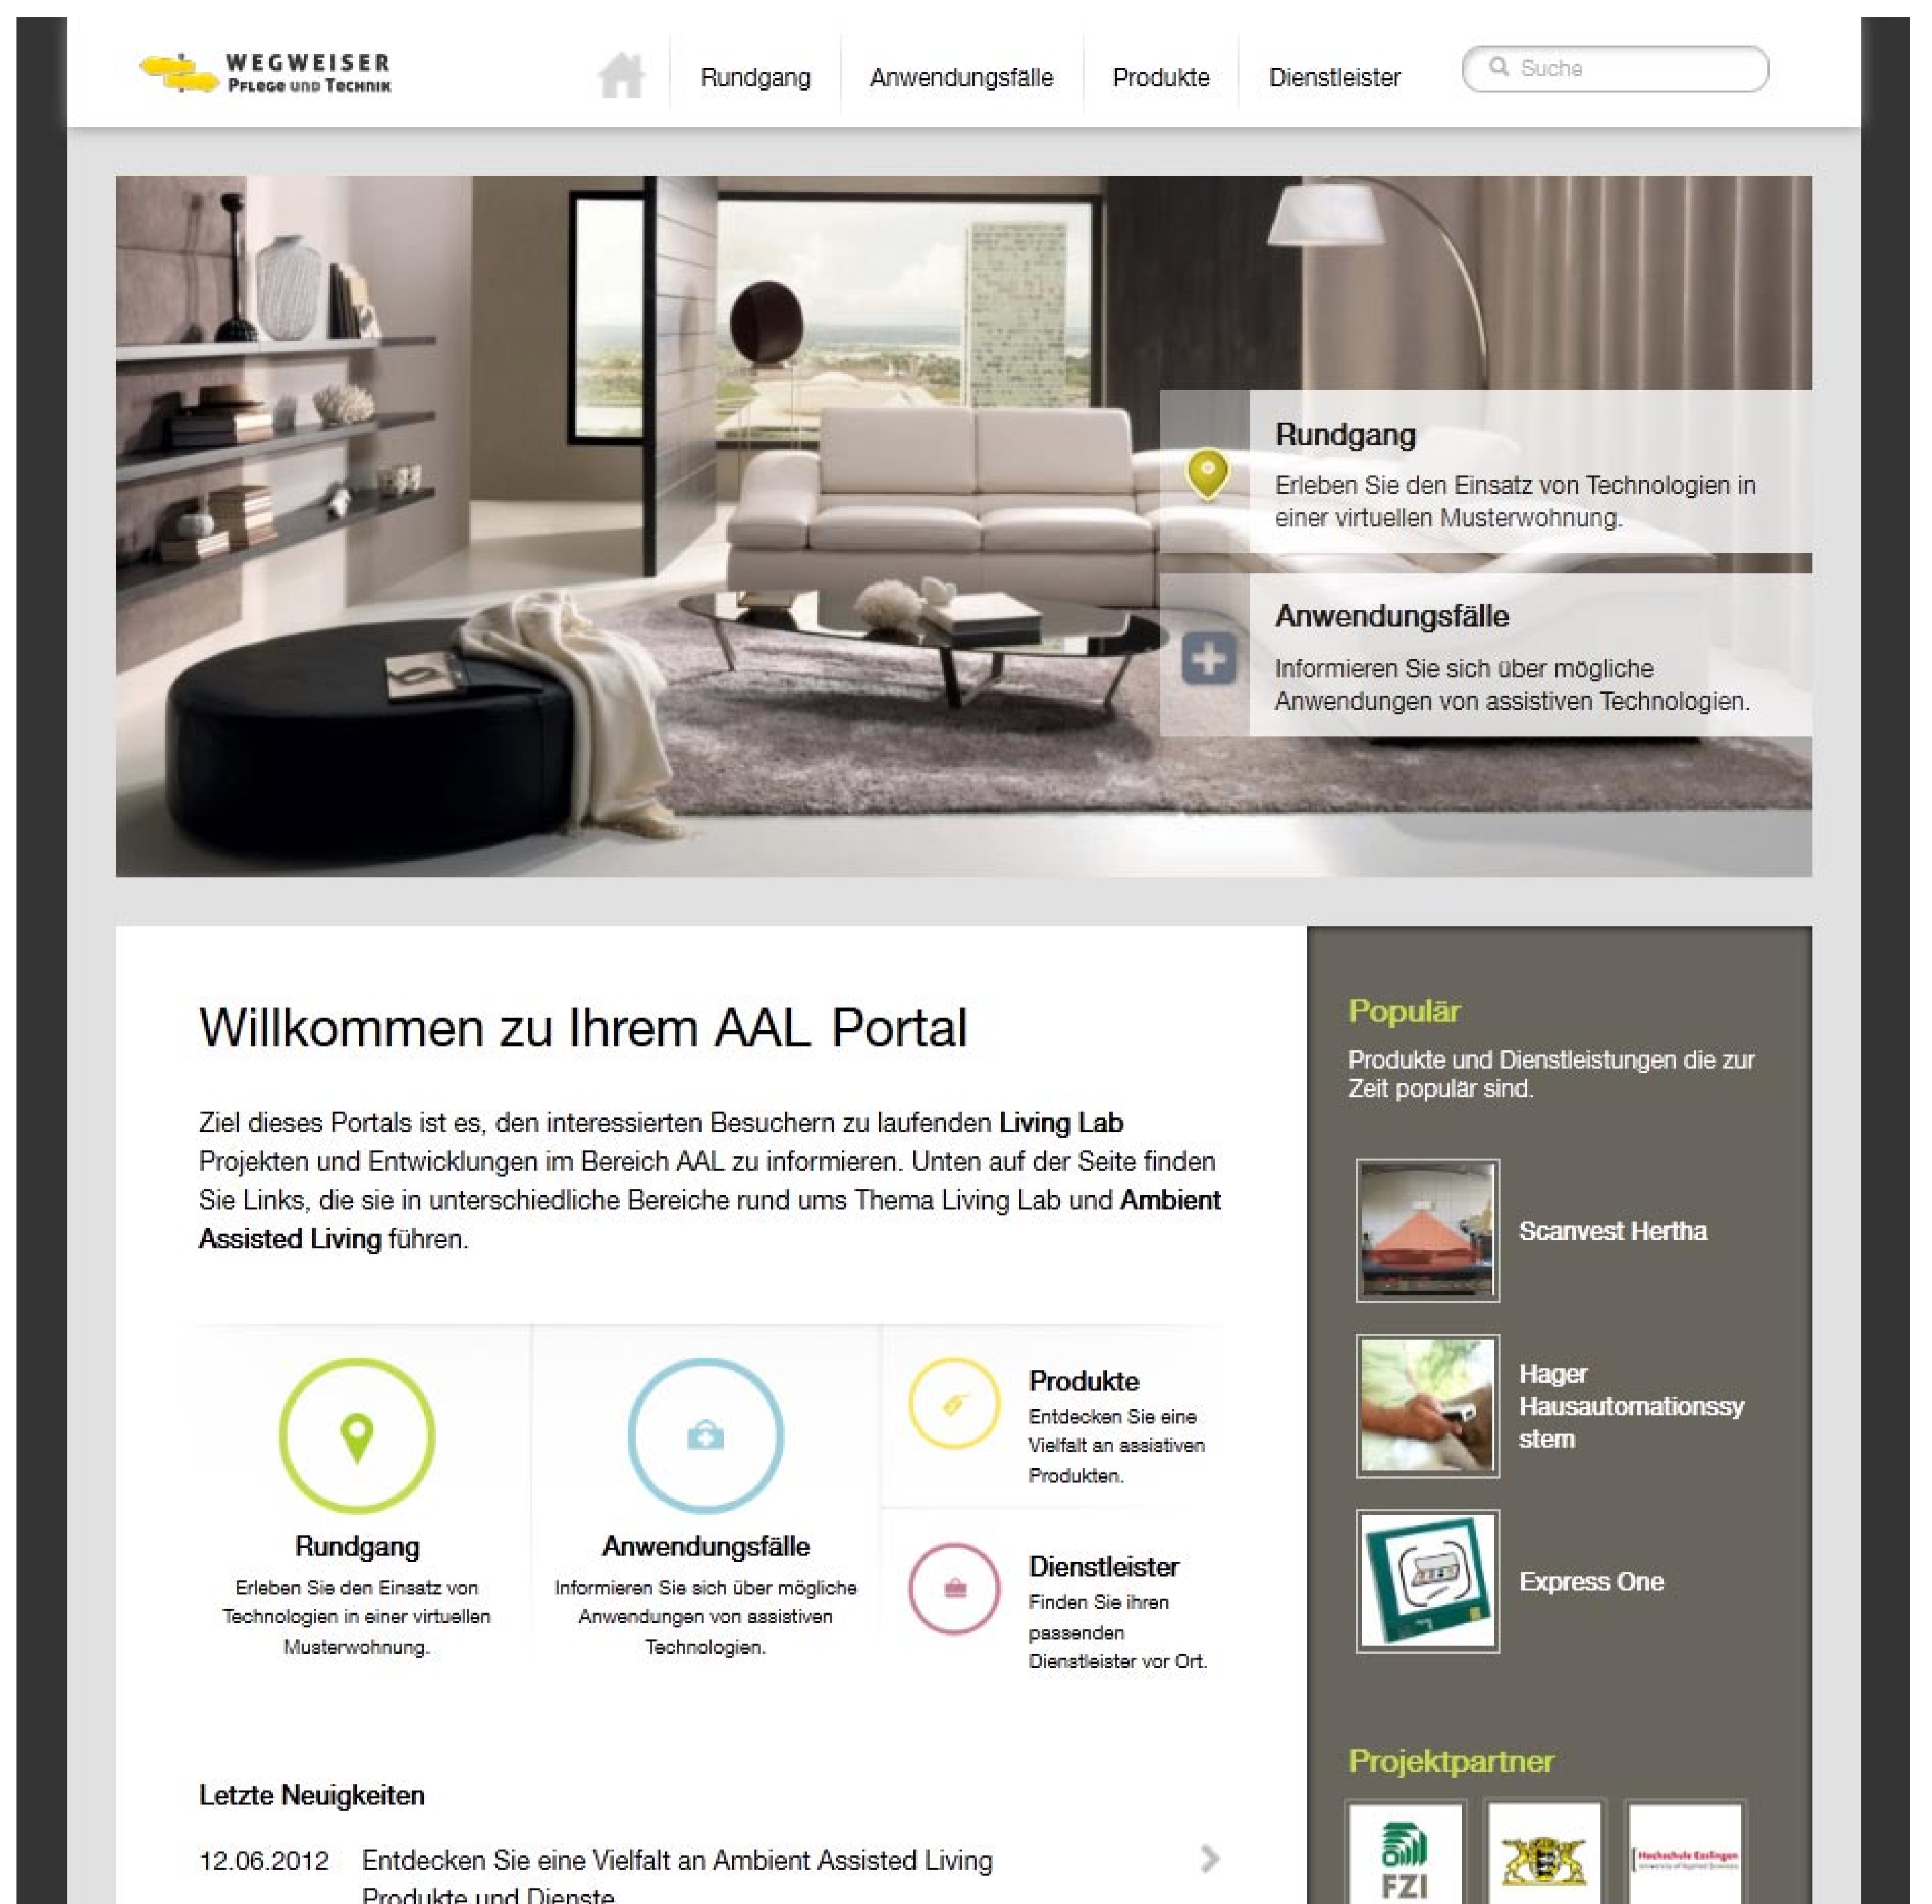 WEGWEISER
PFLEGE UND TECHNIK
Rundgang
Anwendungsfälle
Produkte
Dienstleister
Suche
Rundgang
Erleben Sie den Einsatz von Technologien in
einer virtuellen Musterwohnung.
Anwendungsfälle
Informieren Sie sich über mögliche
Anwendungen von assistiven Technologien.
Willkommen zu Ihrem AAL Portal
Ziel dieses Portals ist es, den interessierten Besuchern zu laufenden Living Lab
Projekten und Entwicklungen im Bereich AAL zu informieren. Unten auf der Seite finden
Sie Links, die sie in unterschiedliche Bereiche rund ums Thema Living Lab und Ambient
Assisted Living führen.
Rundgang
Erleben Sie den Einsatz von
Technologien in einer virtuellen
Musterwohnung.
Anwendungsfälle
Informieren Sie sich über mögliche
Anwendungen von assistiven
Technologien.
Produkte
Entdecken Sie eine
Vielfalt an assistiven
Produkten.
Dienstleister
Finden Sie ihren
passenden
Dienstleister vor Ort.
Letzte Neuigkeiten
12.06.2012 Entdecken Sie eine Vielfalt an Ambient Assisted Living
Produkte und Dienste
Populär
Produkte und Dienstleistungen die zur
Zeit populär sind.
Scanvest Hertha
Hager
Hausautomationssy
stem
Express One
Projektpartner
FZI
Hochschule Esslingen
University of Applied Sciences